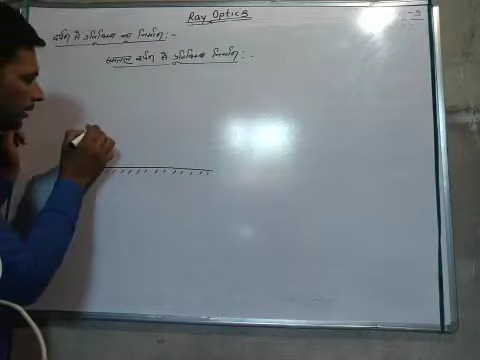 Ray Optics
दर्पण से प्रतिबिम्ब का निर्माण :-
समतल दर्पण से प्रतिबिम्ब निर्माण :-